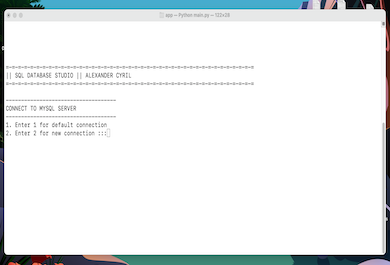 app — Python main.py — 133×28
=-=-=-=-=-=-=-=-=-=-=-=-=-=-=-=-=-=-=-=-=-=-=-=-=-=-=-=-=-=
|| SQL DATABASE STUDIO || ALEXANDER CYRIL
=-=-=-=-=-=-=-=-=-=-=-=-=-=-=-=-=-=-=-=-=-=-=-=-=-=-=-=-=-=
----------------------------------
CONNECT TO MYSQL SERVER
----------------------------------
1. Enter 1 for default connection
2. Enter 2 for new connection :::